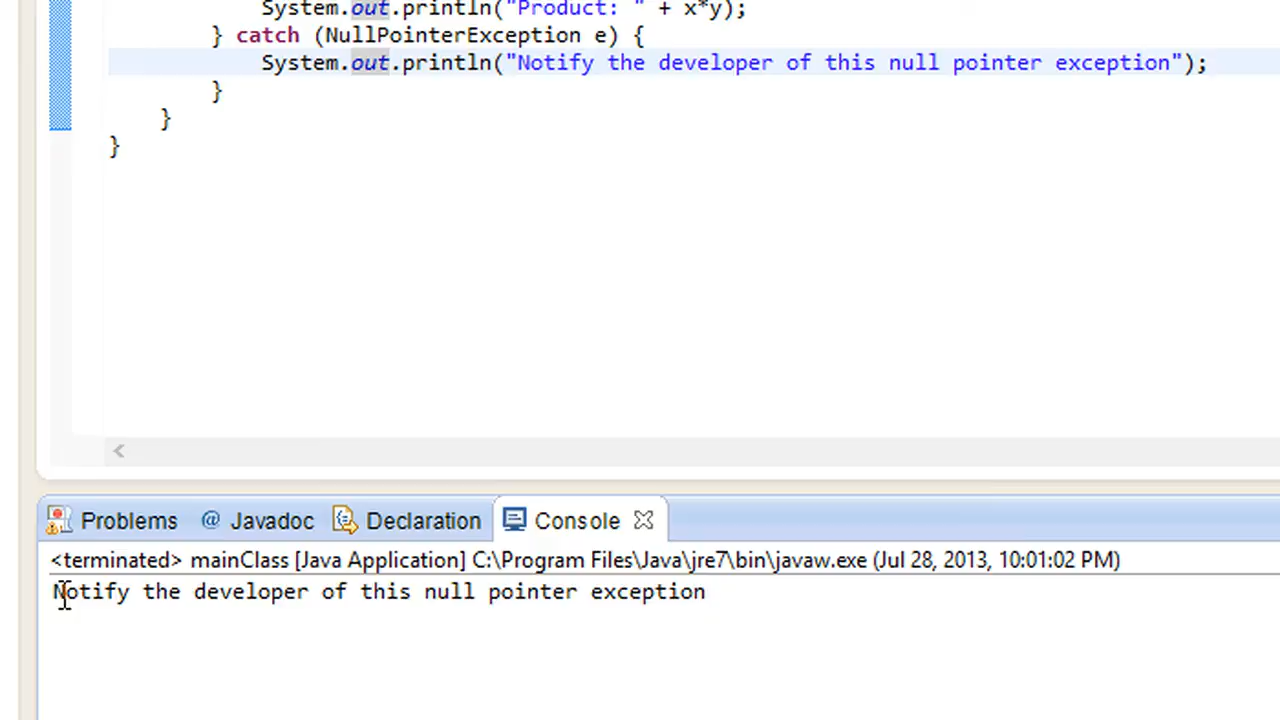 System.out.println("Product: " + x*y);
} catch (NullPointerException e) {
System.out.println("Notify the developer of this null pointer exception");
}
}
}
Problems @ Javadoc Declaration Console
<terminated> mainClass [Java Application] C:\Program Files\Java\jre7\bin\javaw.exe (Jul 28, 2013, 10:01:02 PM)
Notify the developer of this null pointer exception